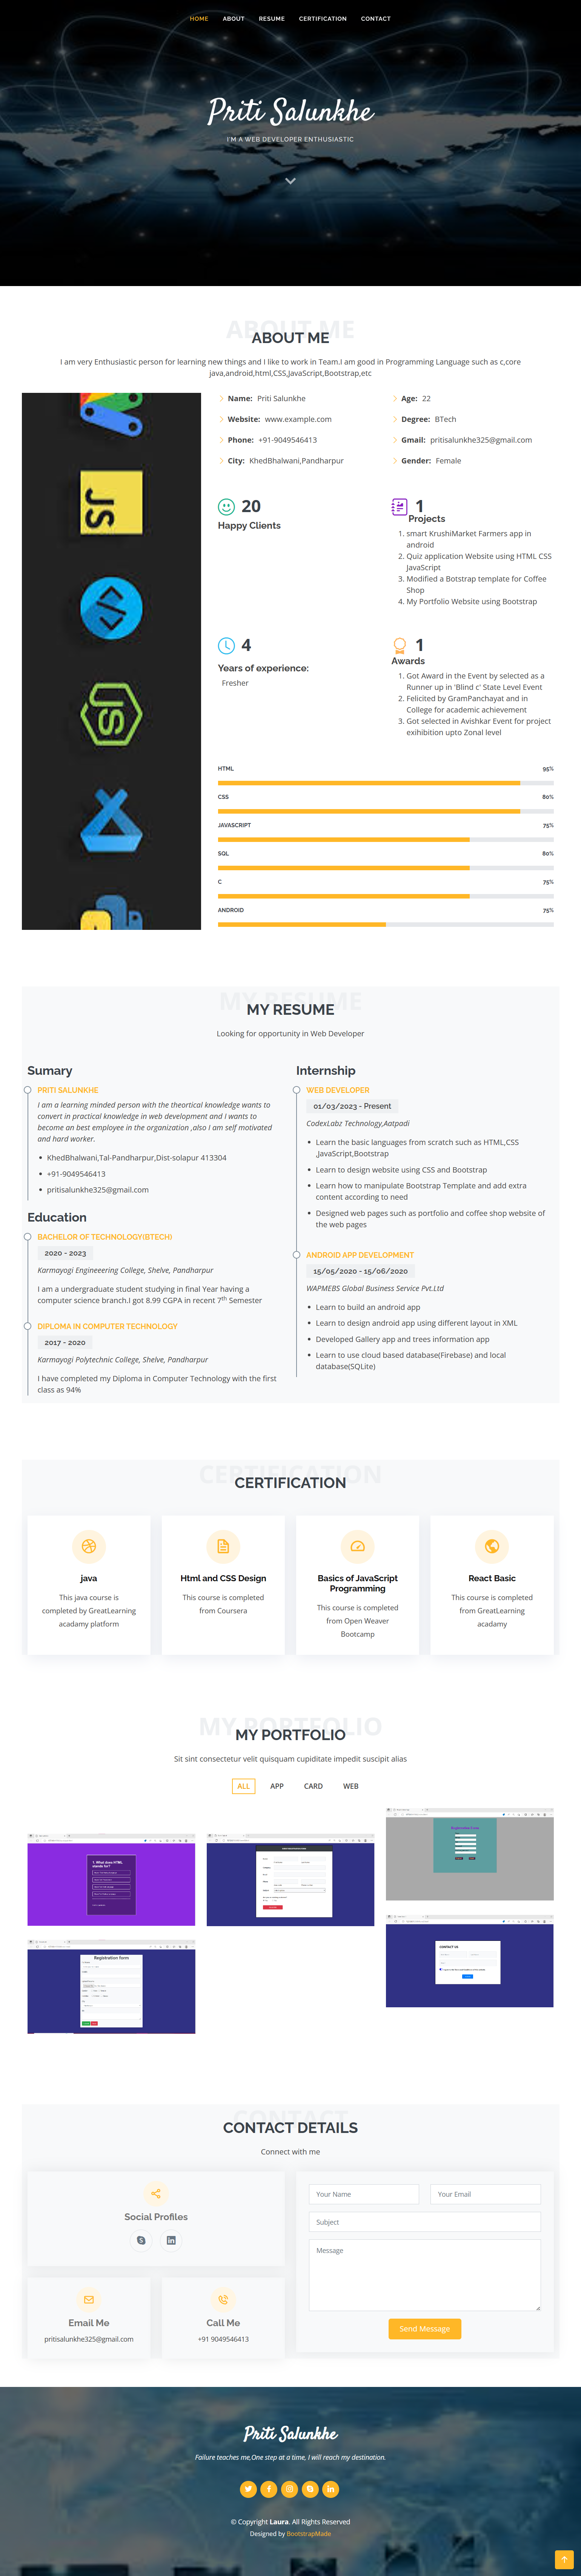 HOME ABOUT RESUME CERTIFICATION CONTACT
Priti Salunkhe
I'M A WEB DEVELOPER ENTHUSIASTIC
ABOUT ME
ABOUT ME
I am very Enthusiastic person for learning new things and I like to work in Team.I am good in Programming Language such as c,core
java,android,html,CSS,JavaScript,Bootstrap,etc
Name: Priti Salunkhe
Website: www.example.com
Phone: +91-9049546413
City: KhedBhalwani,Pandharpur
Age: 22
Degree: BTech
Gmail: pritisalunkhe325@gmail.com
Gender: Female
JS
JS
20
Happy Clients
1
Projects
1. smart KrushiMarket Farmers app in
android
2. Quiz application Website using HTML CSS
JavaScript
3. Modified a Botstrap template for Coffee
Shop
4. My Portfolio Website using Bootstrap
4
Years of experience:
Fresher
1
Awards
1. Got Award in the Event by selected as a
Runner up in 'Blind c' State Level Event
2. Felicited by GramPanchayat and in
College for academic achievement
3. Got selected in Avishkar Event for project
exihibition upto Zonal level
HTML 95%
CSS 80%
JAVASCRIPT 75%
SQL 80%
C 75%
ANDROID 75%
MY RESUME
MY RESUME
Looking for opportunity in Web Developer
Sumary
PRITI SALUNKHE
I am a learning minded person with the theortical knowledge wants to
convert in practical knowledge in web development and I wants to
become an best employee in the organization ,also I am self motivated
and hard worker.
KhedBhalwani,Tal-Pandharpur,Dist-solapur 413304
+91-9049546413
pritisalunkhe325@gmail.com
Education
BACHELOR OF TECHNOLOGY(BTECH)
2020 - 2023
Karmayogi Engineeering College, Shelve, Pandharpur
I am a undergraduate student studying in final Year having a
computer science branch.I got 8.99 CGPA in recent 7th Semester
DIPLOMA IN COMPUTER TECHNOLOGY
2017 - 2020
Karmayogi Polytechnic College, Shelve, Pandharpur
I have completed my Diploma in Computer Technology with the first
class as 94%
Internship
WEB DEVELOPER
01/03/2023 - Present
CodexLabz Technology,Aatpadi
Learn the basic languages from scratch such as HTML,CSS
,JavaScript,Bootstrap
Learn to design website using CSS and Bootstrap
Learn how to manipulate Bootstrap Template and add extra
content according to need
Designed web pages such as portfolio and coffe shop website of
the web pages
ANDROID APP DEVELOPMENT
15/05/2020 - 15/06/2020
WAPMEBS Global Business Service Pvt.Ltd
Learn to build an android app
Learn to design android app using different layout in XML
Developed Gallery app and trees information app
Learn to use cloud based database(Firebase) and local
database(SQLite)
CERTIFICATION
CERTIFICATION
java
This java course is
completed by GreatLearning
acadamy platform
Html and CSS Design
This course is completed
from Coursera
Basics of JavaScript
Programming
This course is completed
from Open Weaver
Bootcamp
React Basic
This course is completed
from GreatLearning
acadamy
MY PORTFOLIO
MY PORTFOLIO
Sit sint consectetur velit quisquam cupiditate impedit suscipit alias
ALL APP CARD WEB
1. What does HTML
stands for?
Registration Form
Registration form
CONTACT US
CONTACT
CONTACT DETAILS
Connect with me
Social Profiles
Email Me
pritisalunkhe325@gmail.com
Call Me
+91 9049546413
Your Name
Your Email
Subject
Message
Send Message
Priti Salunkhe
Failure teaches me,One step at a time, I will reach my destination.
© Copyright Laura. All Rights Reserved
Designed by BootstrapMade